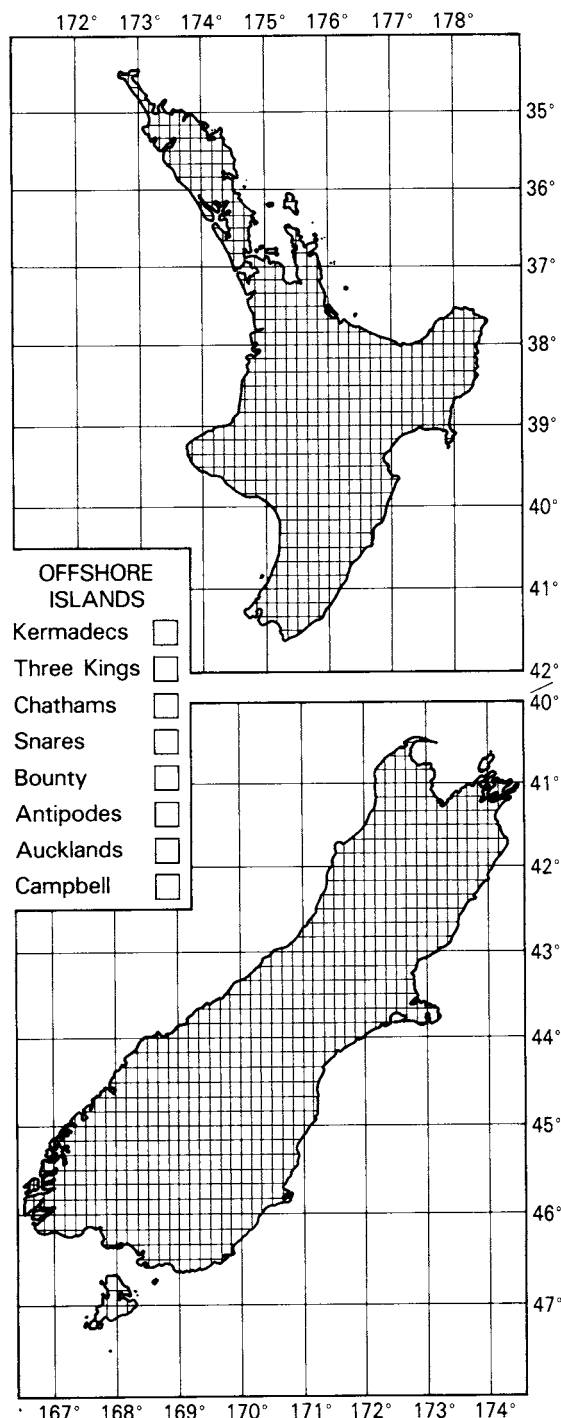 172° 173° 174° 175° 176° 177° 178°
35°
36°
37°
38°
39°
40°
41°
42°
OFFSHORE
ISLANDS
Kermadecs
Three Kings
Chathams
Snares
Bounty
Antipodes
Aucklands
Campbell
40°
41°
42°
43°
44°
45°
46°
47°
167° 168° 169° 170° 171° 172° 173° 174°